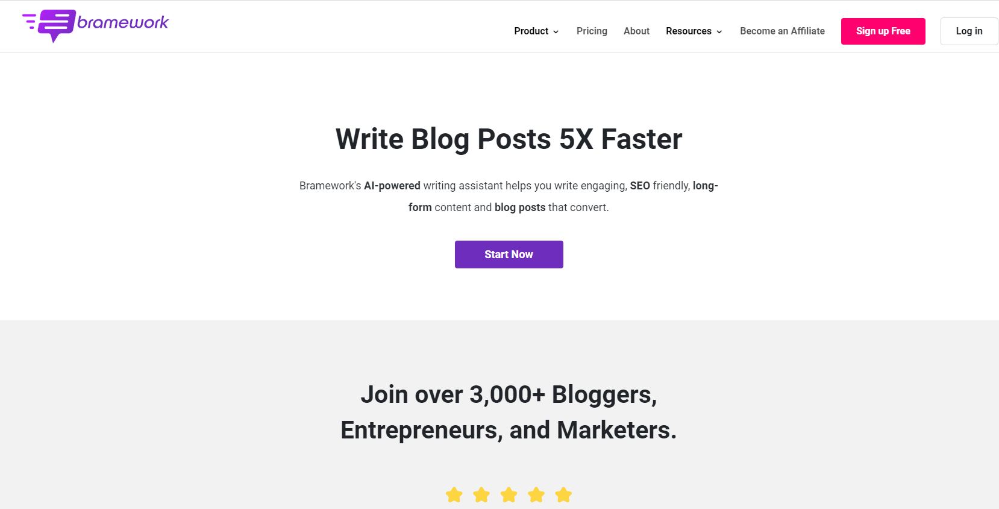 bramework
Product
Pricing
About
Resources
Become an Affiliate
Sign up Free
Log in
Write Blog Posts 5X Faster
Bramework's AI-powered writing assistant helps you write engaging, SEO friendly, long-
form content and blog posts that convert.
Start Now
Join over 3,000+ Bloggers,
Entrepreneurs, and Marketers.